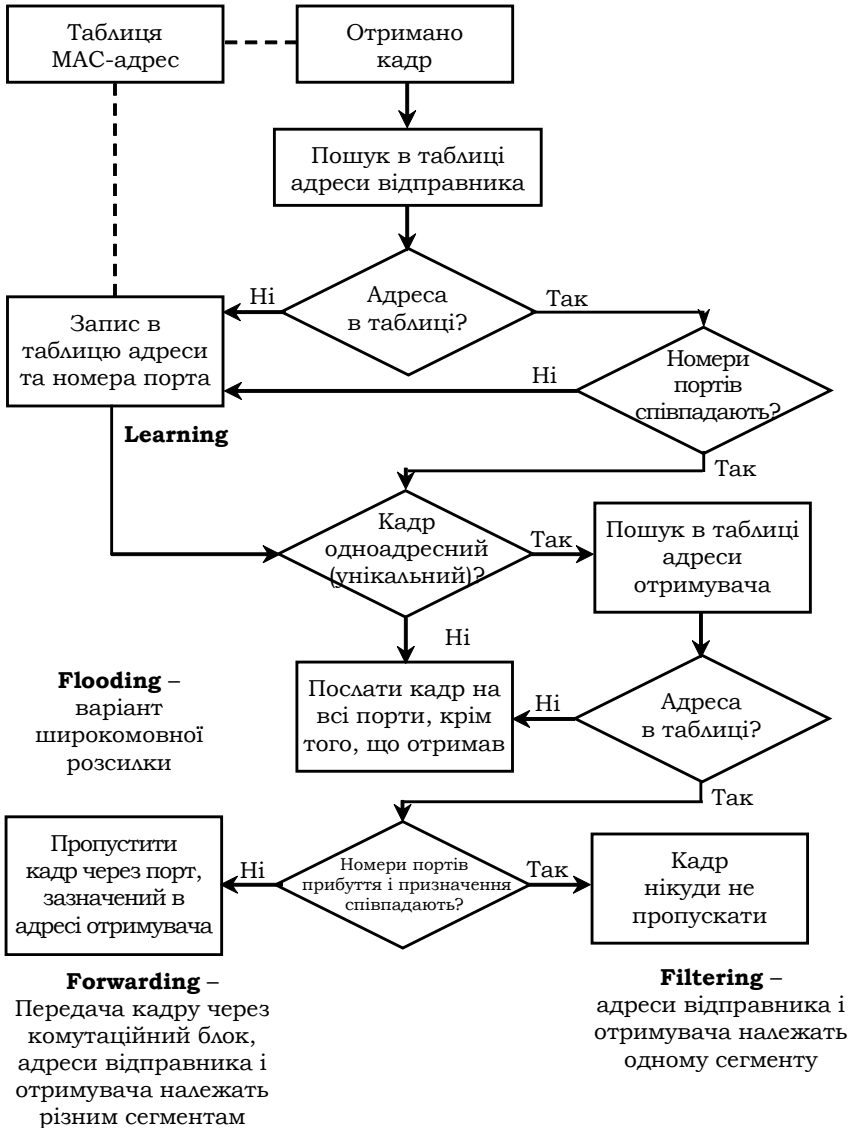 Таблиця
МАС-адрес
Отримано
кадр
Пошук в таблиці
адреси відправника
Адреса
в таблиці?
Ні
Так
Запис в
таблицю адреси
та номера порта
Номери
портів
співпадають?
Ні
Learning
Так
Кадр
одноадресний
(унікальний)?
Так
Пошук в таблиці
адреси
отримувача
Ні
Flooding –
варіант
широкомовної
розсилки
Послати кадр на
всі порти, крім
того, що отримав
Ні
Адреса
в таблиці?
Так
Пропустити
кадр через порт,
зазначений в
адресі отримувача
Ні
Номери портів
прибуття і призначення
співпадають?
Так
Кадр
нікуди не
пропускати
Forwarding –
Передача кадру через
комутаційний блок,
адреси відправника і
отримувача належать
різним сегментам
Filtering –
адреси відправника і
отримувача належать
одному сегменту